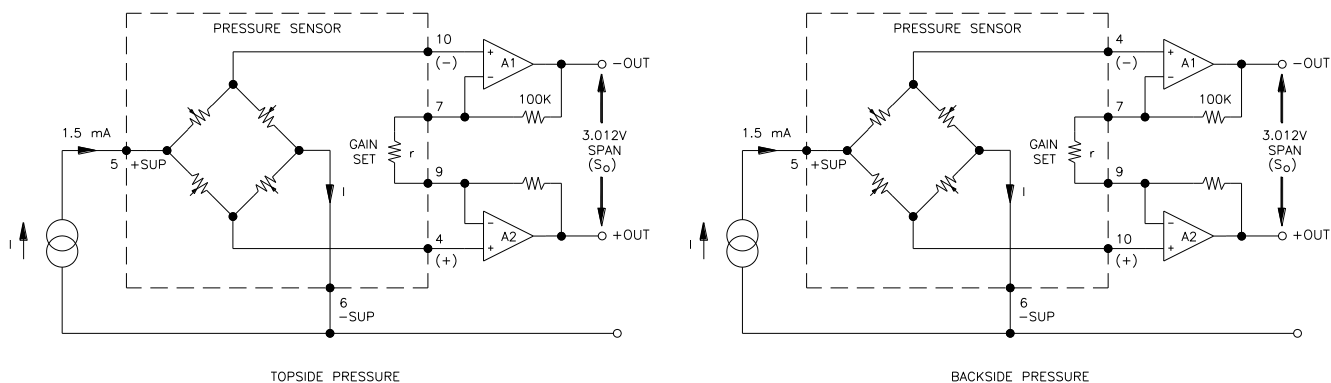 PRESSURE SENSOR
10
(-)
+
A1
-
-OUT
7
100K
1.5 mA
GAIN
SET
r
3.012V
SPAN
(So)
5
+SUP
9
I
-
A2
+
+OUT
4
(+)
I
6
-SUP
TOPSIDE PRESSURE
PRESSURE SENSOR
4
(-)
+
A1
-
-OUT
7
100K
1.5 mA
GAIN
SET
r
3.012V
SPAN
(So)
5
+SUP
9
I
-
A2
+
+OUT
10
(+)
I
6
-SUP
BACKSIDE PRESSURE